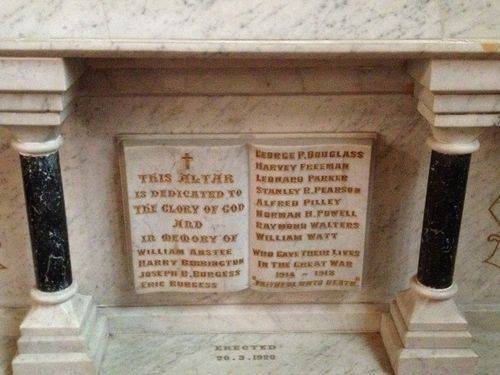 THIS ALTAR
IS DEDICATED TO
THE GLORY OF GOD
AND
IN MEMORY OF
WILLIAM ANSTEE
HARRY BONNINGTON
JOSEPH B. BURGESS
ERIC BURGESS
GEORGE P. DOUGLASS
HARVEY FREEMAN
LEONARD PARKER
STANLEY R. PEARSON
ALFRED PILLEY
NORMAN H. POWELL
RAYMOND WALTERS
WILLIAM WATT
WHO GAVE THEIR LIVES
IN THE GREAT WAR
1914 - 1918
"FAITHFUL UNTO DEATH"
ERECTED
20.3.1920